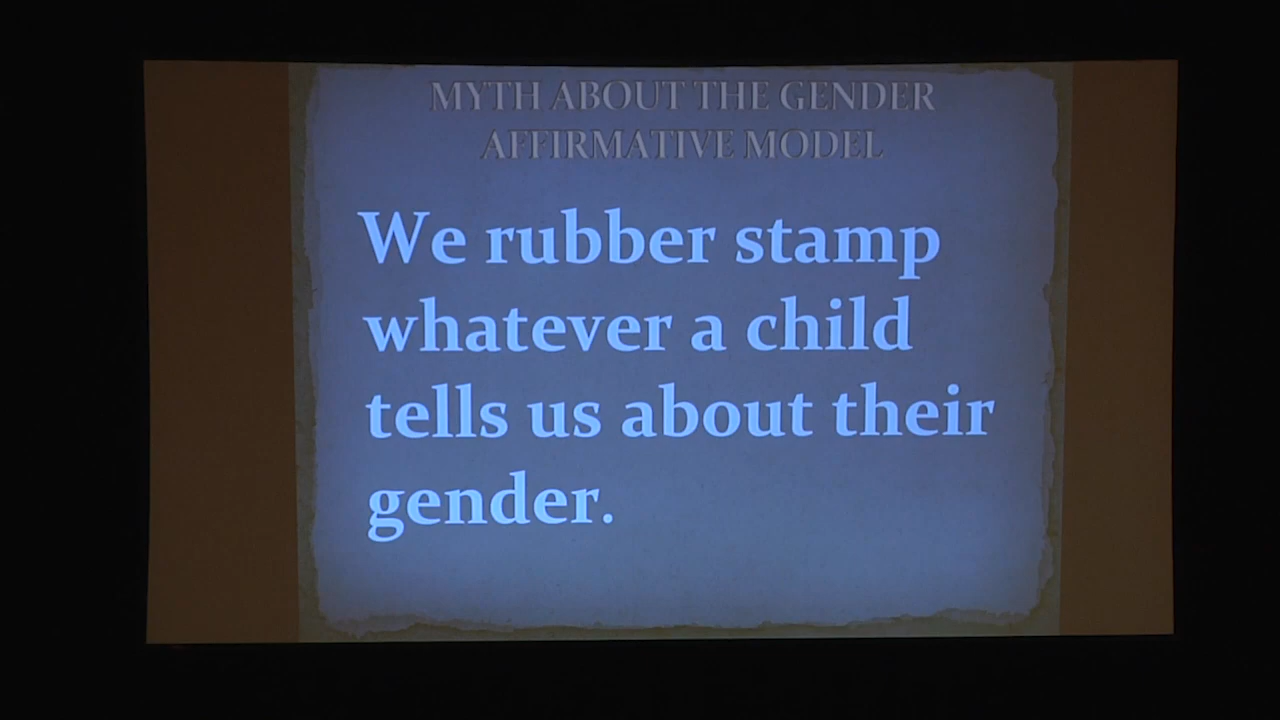 MYTH ABOUT THE GENDER
AFFIRMATIVE MODEL
We rubber stamp
whatever a child
tells us about their
gender.